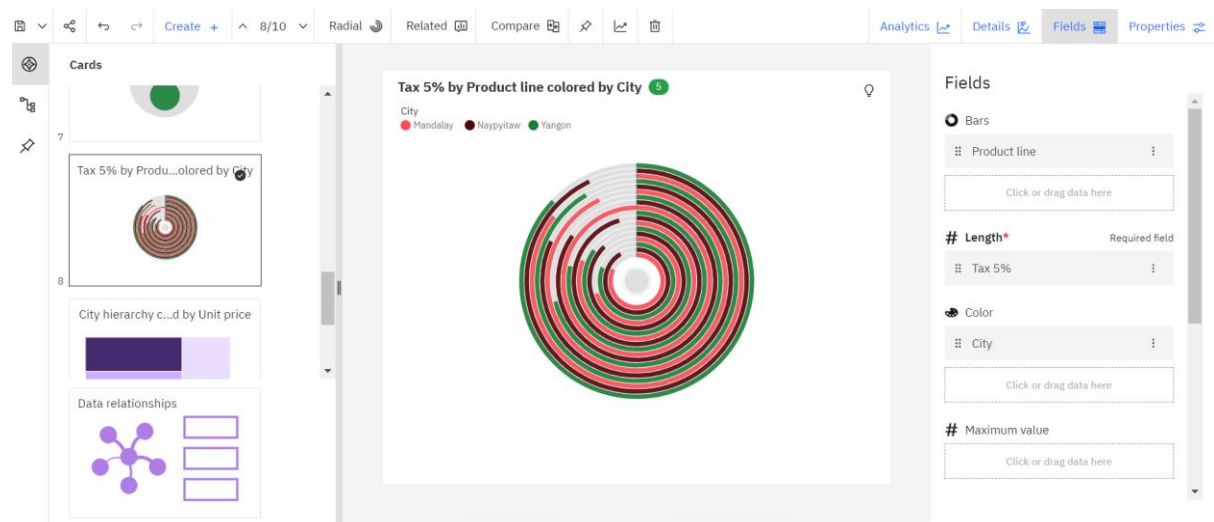 Create +
8/10
Radial
Related
Compare
Analytics
Details
Fields
Properties
Cards
7
Tax 5% by Produ...olored by City
8
City hierarchy c...d by Unit price
Data relationships
Tax 5% by Product line colored by City 5
City
Mandalay Naypyitaw Yangon
Fields
Bars
Product line
Click or drag data here
# Length* Required field
# Tax 5%
Color
City
Click or drag data here
# Maximum value
Click or drag data here